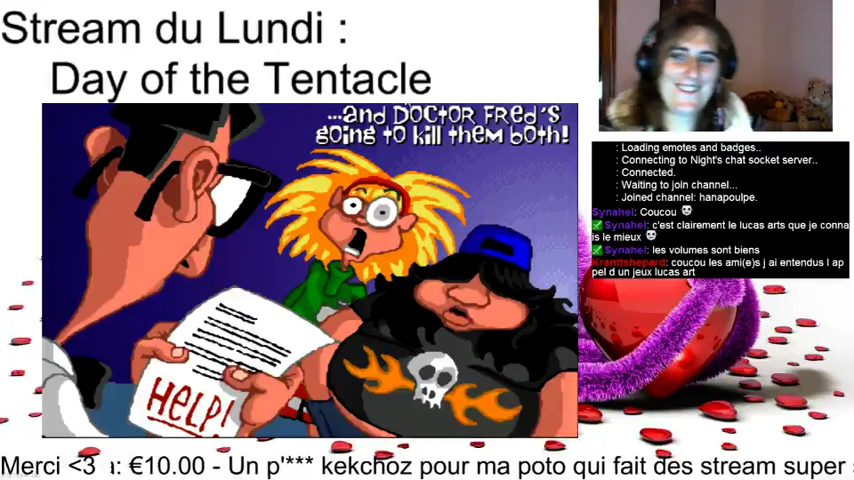 Stream du Lundi :
Day of the Tentacle
...and DOCTOR FRED'S
going to kill them both!
HELP!
: Loading emotes and badges..
: Connecting to Night's chat socket server..
: Connected.
: Waiting to join channel...
: Joined channel: hanapoulpe.
Synahel: Coucou
Synahel: c'est clairement le lucas arts que je conna
is le mieux
Synahel: les volumes sont biens
coucou les ami(e)s j ai entendus l ap
pel d un jeux lucas art
Merci <3 a: €10.00 - Un p'*** kekchoz pour ma poto qui fait des stream super